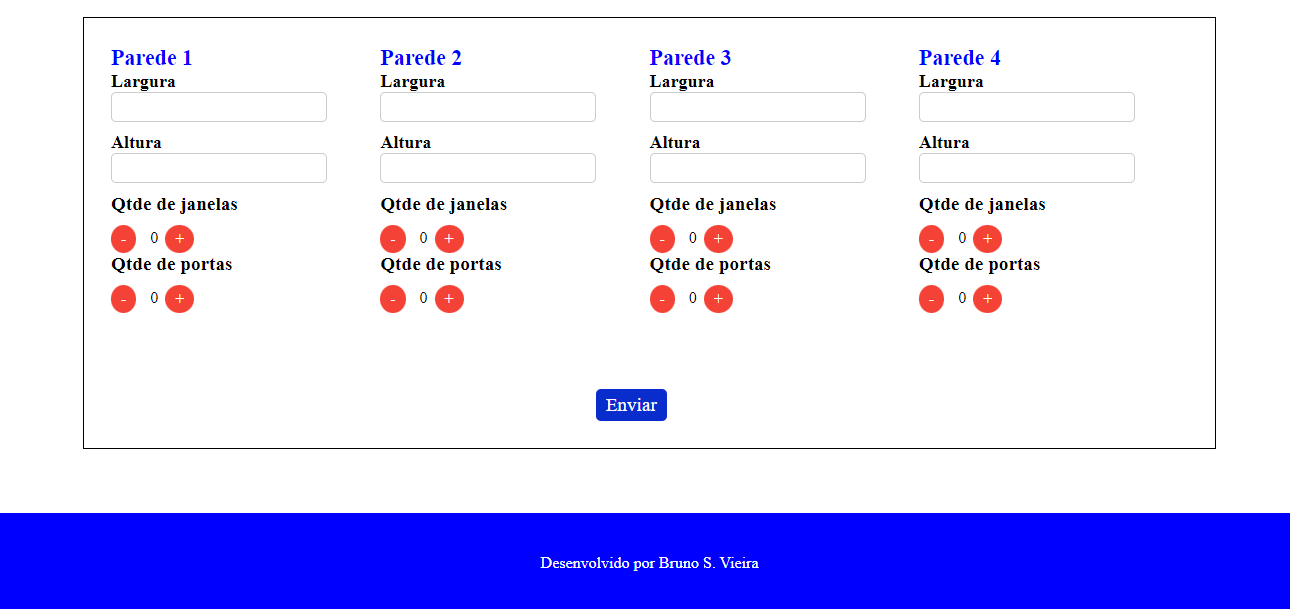 Parede 1 Parede 2 Parede 3 Parede 4
Largura Largura Largura Largura
Altura Altura Altura Altura
Qtde de janelas Qtde de janelas Qtde de janelas Qtde de janelas
- 0 + - 0 + - 0 + - 0 +
Qtde de portas Qtde de portas Qtde de portas Qtde de portas
- 0 + - 0 + - 0 + - 0 +
Enviar
Desenvolvido por Bruno S. Vieira